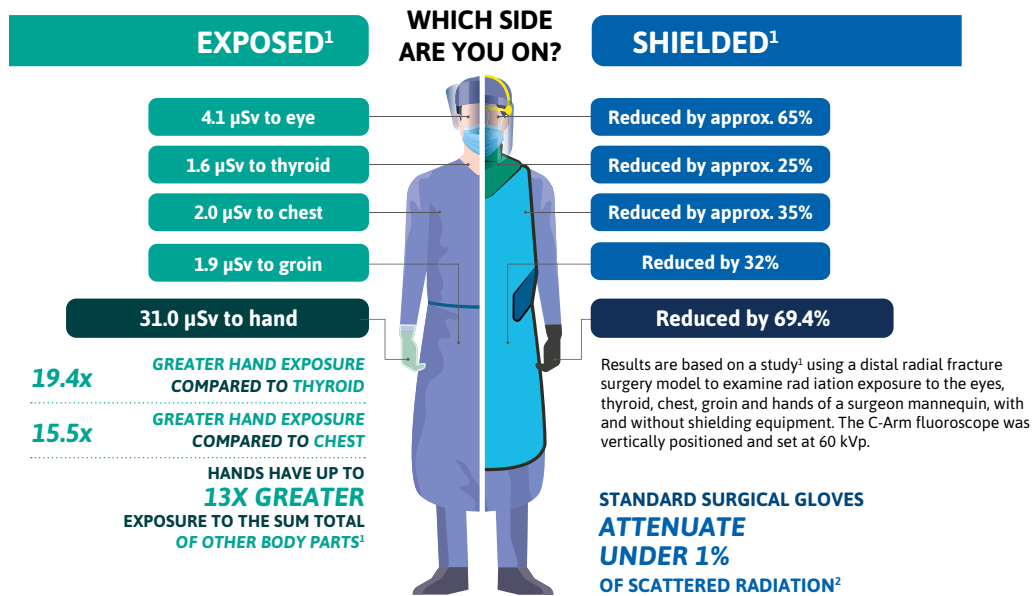 WHICH SIDE
ARE YOU ON?
EXPOSED¹
SHIELDED¹
4.1 µSv to eye
1.6 µSv to thyroid
2.0 µSv to chest
1.9 µSv to groin
31.0 µSv to hand
Reduced by approx. 65%
Reduced by approx. 25%
Reduced by approx. 35%
Reduced by 32%
Reduced by 69.4%
19.4x
GREATER HAND EXPOSURE
COMPARED TO THYROID
15.5x
GREATER HAND EXPOSURE
COMPARED TO CHEST
HANDS HAVE UP TO
13X GREATER
EXPOSURE TO THE SUM TOTAL
OF OTHER BODY PARTS¹
Results are based on a study¹ using a distal radial fracture
surgery model to examine rad iation exposure to the eyes,
thyroid, chest, groin and hands of a surgeon mannequin, with
and without shielding equipment. The C-Arm fluoroscope was
vertically positioned and set at 60 kVp.
STANDARD SURGICAL GLOVES
ATTENUATE
UNDER 1%
OF SCATTERED RADIATION²